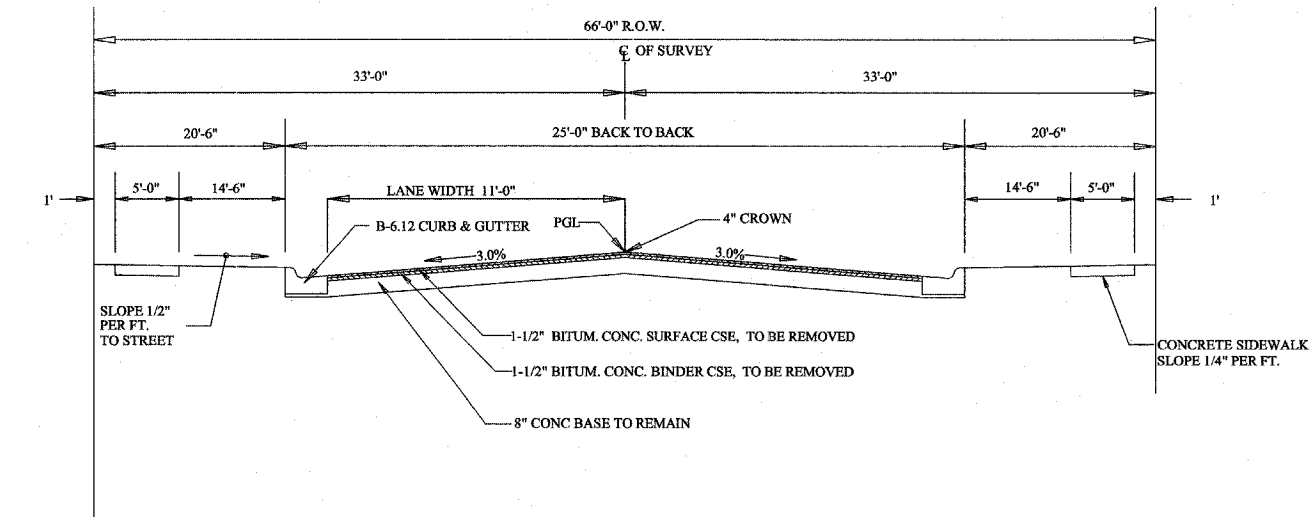 66'-0" R.O.W.
℄ OF SURVEY
33'-0"
33'-0"
20'-6"
25'-0" BACK TO BACK
20'-6"
1'
5'-0"
14'-6"
LANE WIDTH 11'-0"
14'-6"
5'-0"
1'
B-6.12 CURB & GUTTER
PGL
4" CROWN
3.0%
3.0%
SLOPE 1/2"
PER FT.
TO STREET
1-1/2" BITUM. CONC. SURFACE CSE, TO BE REMOVED
1-1/2" BITUM. CONC. BINDER CSE, TO BE REMOVED
8" CONC BASE TO REMAIN
CONCRETE SIDEWALK
SLOPE 1/4" PER FT.